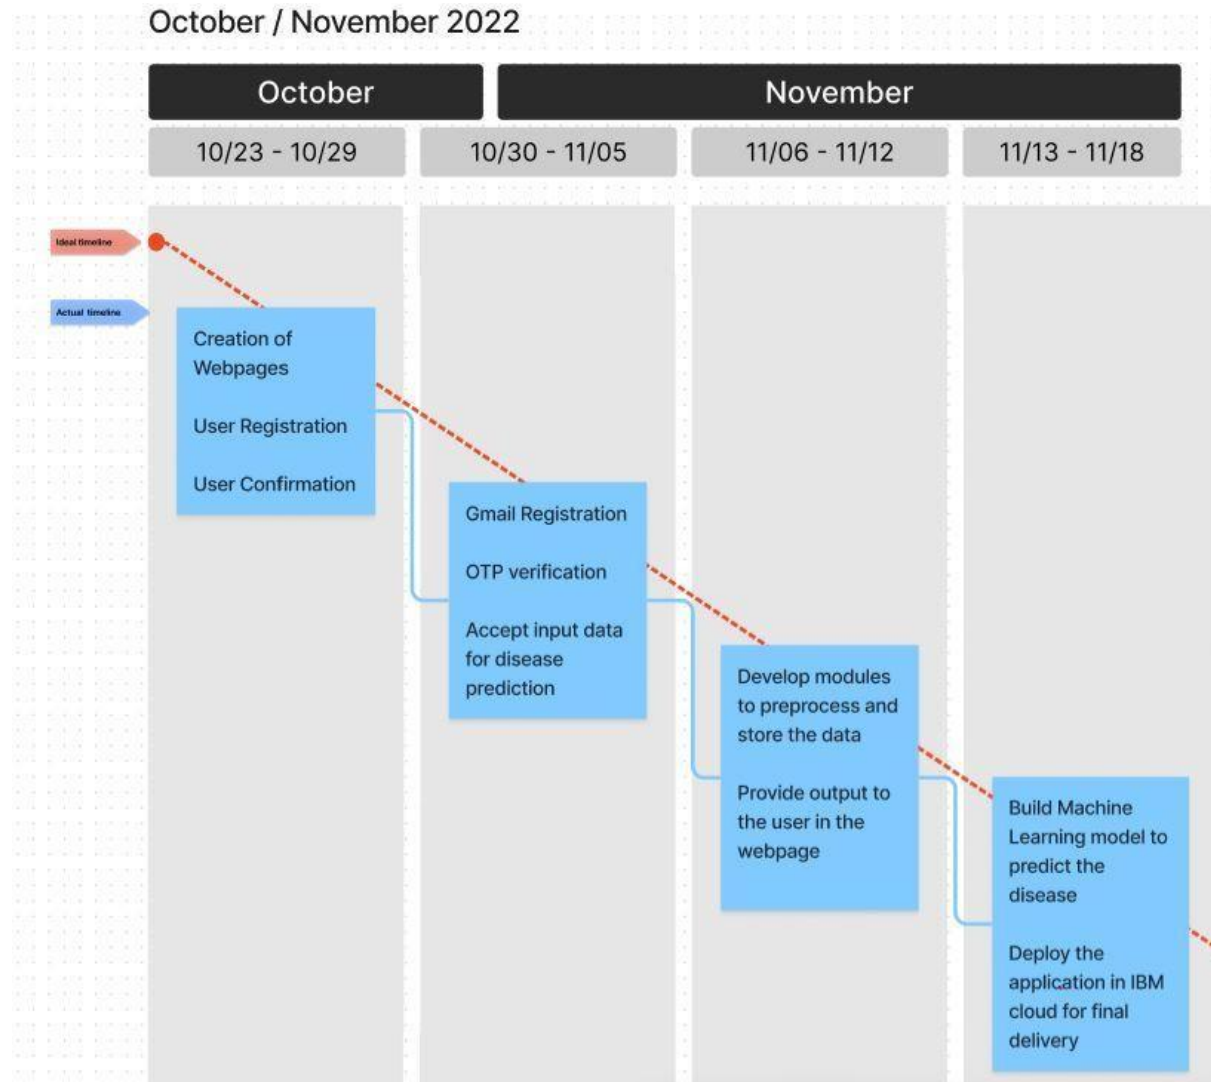 October / November 2022
October
November
10/23 - 10/29
10/30 - 11/05
11/06 - 11/12
11/13 - 11/18
Ideal timeline
Actual timeline
Creation of
Webpages
User Registration
User Confirmation
Gmail Registration
OTP verification
Accept input data
for disease
prediction
Develop modules
to preprocess and
store the data
Provide output to
the user in the
webpage
Build Machine
Learning model to
predict the
disease
Deploy the
application in IBM
cloud for final
delivery